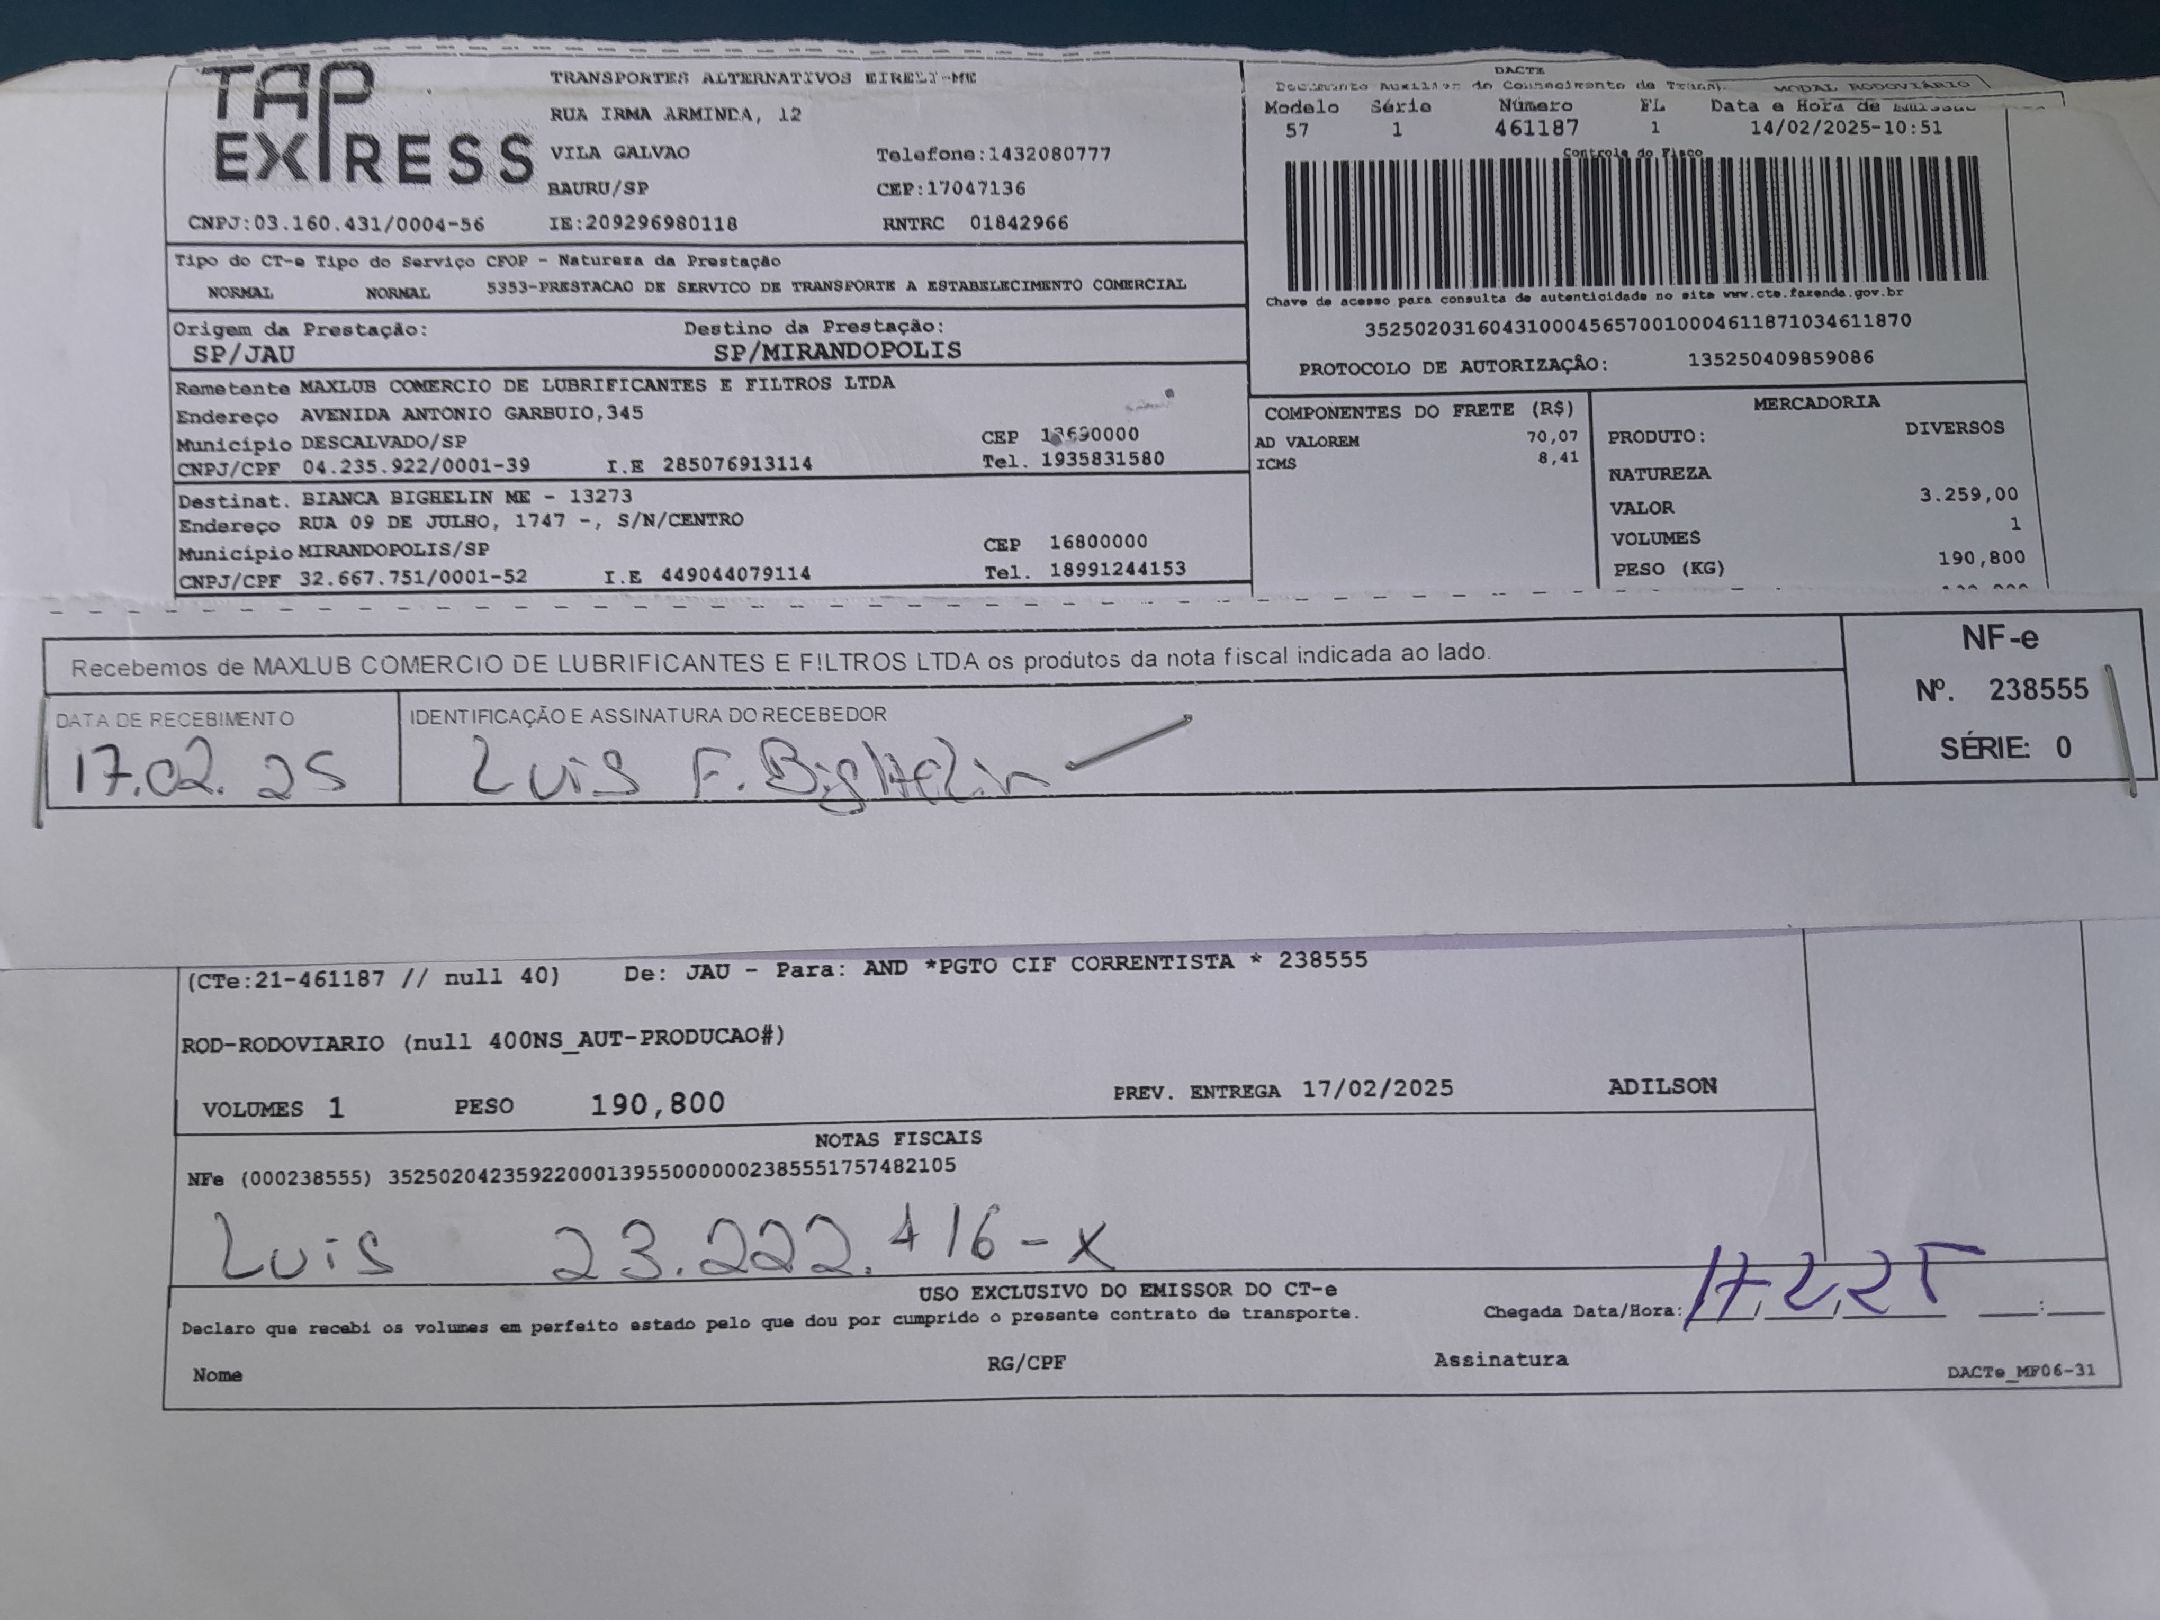 TAP EXPRESS
TRANSPORTES ALTERNATIVOS EIRELI-ME
RUA IRMA ARMINDA, 12
VILA GALVAO Telefone:1432080777
BAURU/SP CEP:17047136
CNPJ:03.160.431/0004-56 IE:209296980118 RNTRC 01842966
DACTE
Documento Auxiliar do Conhecimento de MODAL RODOVIÁRIO
Modelo Série Número FL Data e Hora de
57 1 461187 1 14/02/2025-10:51
Controle do Fisco
Chave de acesso para consulta de autenticidade no site www.cte.fazenda.gov.br
35250203160431000456570010004611871034611870
PROTOCOLO DE AUTORIZAÇÃO: 135250409859086
Tipo do CT-e Tipo do Serviço CFOP - Natureza da Prestação
NORMAL NORMAL 5353-PRESTACAO DE SERVICO DE TRANSPORTE A ESTABELECIMENTO COMERCIAL
Origem da Prestação: Destino da Prestação:
SP/JAU SP/MIRANDOPOLIS
Remetente MAXLUB COMERCIO DE LUBRIFICANTES E FILTROS LTDA
Endereço AVENIDA ANTONIO GARBUIO,345
Município DESCALVADO/SP CEP 13690000
CNPJ/CPF 04.235.922/0001-39 I.E 285076913114 Tel. 1935831580
Destinat. BIANCA BIGHELIN ME - 13273
Endereço RUA 09 DE JULHO, 1747 -, S/N/CENTRO
Município MIRANDOPOLIS/SP CEP 16800000
CNPJ/CPF 32.667.751/0001-52 I.E 449044079114 Tel. 18991244153
COMPONENTES DO FRETE (R$)
AD VALOREM 70,07
ICMS 8,41
MERCADORIA
PRODUTO: DIVERSOS
NATUREZA
VALOR 3.259,00
VOLUMES 1
PESO (KG) 190,800
Recebemos de MAXLUB COMERCIO DE LUBRIFICANTES E FILTROS LTDA os produtos da nota fiscal indicada ao lado.
NF-e
Nº. 238555
SÉRIE: 0
DATA DE RECEBIMENTO IDENTIFICAÇÃO E ASSINATURA DO RECEBEDOR
17.02.25 Luis F. Bighelin
(CTe:21-461187 // null 40) De: JAU - Para: AND *PGTO CIF CORRENTISTA * 238555
ROD-RODOVIARIO (null 400NS_AUT-PRODUCAO#)
VOLUMES 1 PESO 190,800 PREV. ENTREGA 17/02/2025 ADILSON
NOTAS FISCAIS
NFe (000238555) 35250204235922000139550000002385551757482105
Luis 23.222.416-X
USO EXCLUSIVO DO EMISSOR DO CT-e
Declaro que recebi os volumes em perfeito estado pelo que dou por cumprido o presente contrato de transporte. Chegada Data/Hora: 17/2/25 __:__
Nome RG/CPF Assinatura DACTe_MF06-31